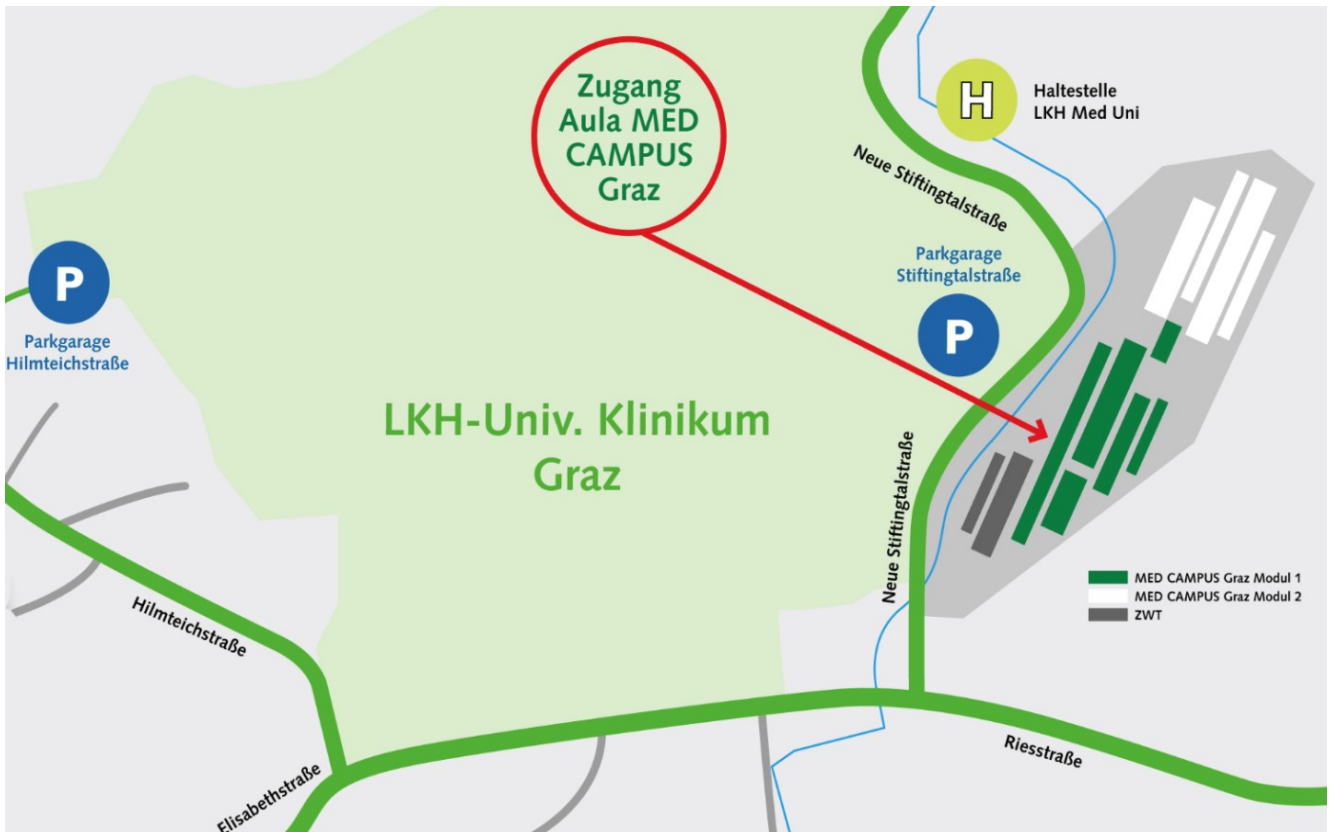 Zugang
Aula MED
CAMPUS
Graz
H
Haltestelle
LKH Med Uni
Neue Stiftingtalstraße
P
Parkgarage
Hilmteichstraße
Parkgarage
Stiftingtalstraße
P
LKH-Univ. Klinikum
Graz
Neue Stiftingtalstraße
MED CAMPUS Graz Modul 1
MED CAMPUS Graz Modul 2
ZWT
Hilmteichstraße
Riesstraße
Elisabethstraße